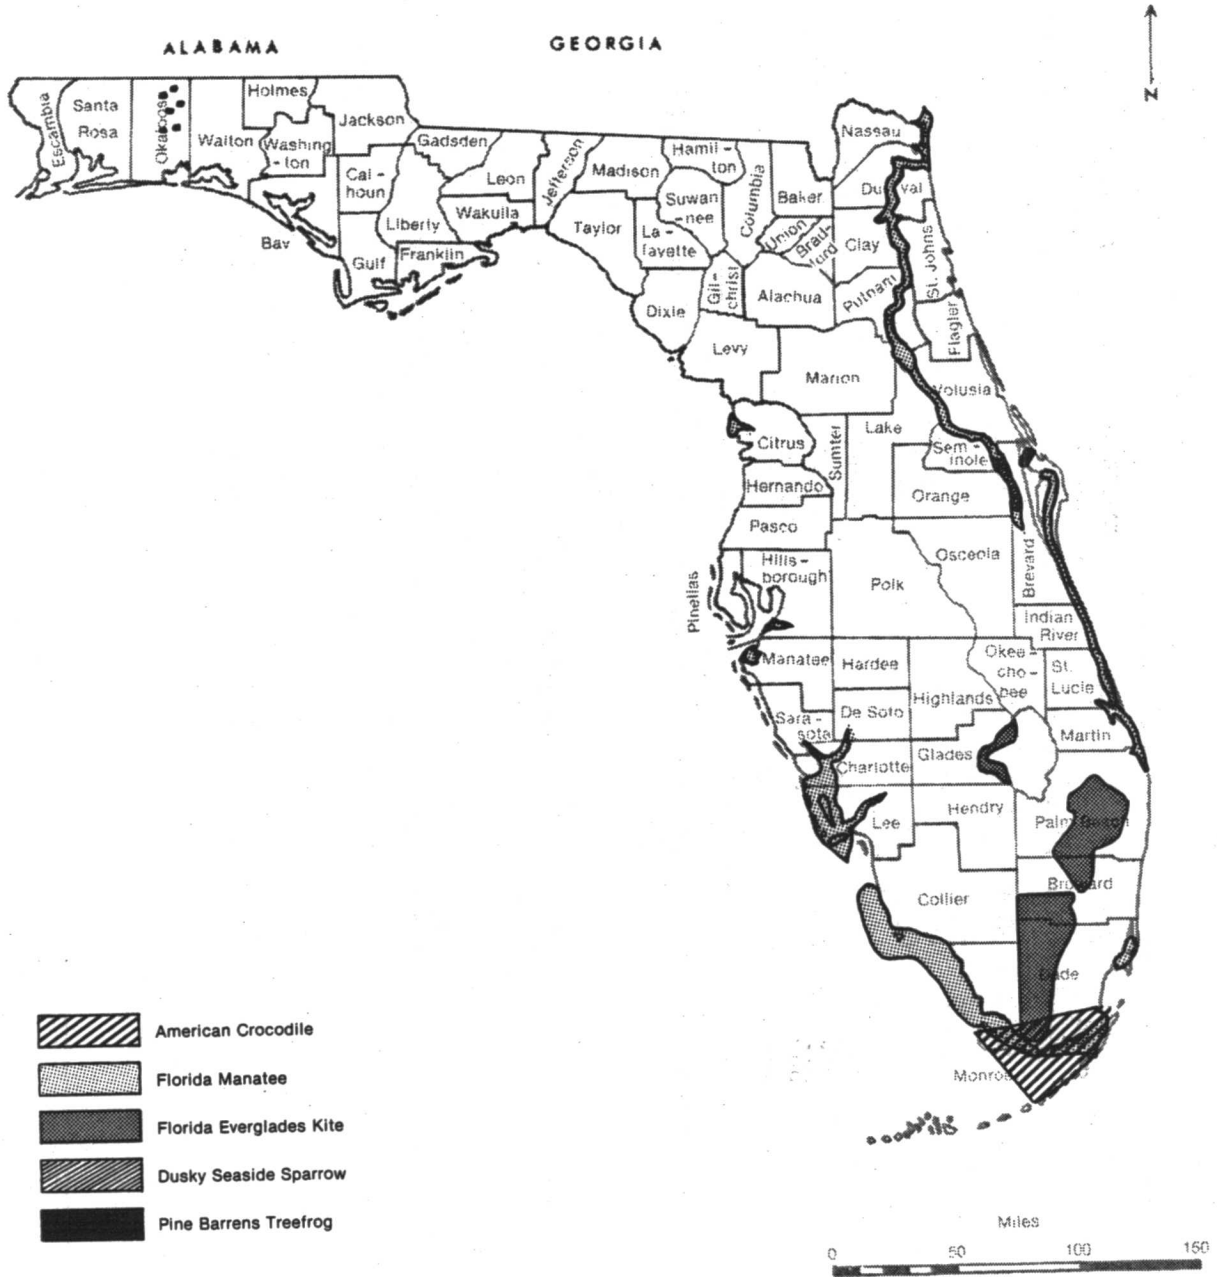 ALABAMA
GEORGIA
N
Escambia
Santa
Rosa
Okaloosa
Walton
Holmes
Washing
-ton
Jackson
Bay
Cal-
houn
Gulf
Gadsden
Liberty
Franklin
Leon
Wakulla
Jefferson
Madison
Taylor
Hamil-
ton
Suwan
-nee
La-
fayette
Columbia
Dixie
Gil-
christ
Baker
Union
Brad-
ford
Nassau
Duval
Clay
St. Johns
Alachua
Putnam
Flagler
Levy
Marion
Volusia
Citrus
Sumter
Lake
Sem-
inole
Hernando
Orange
Pasco
Osceola
Brevard
Pinellas
Hills-
borough
Polk
Indian
River
Manatee
Hardee
Highlands
Okee-
cho-
bee
St.
Lucie
Sara-
sota
De Soto
Martin
Charlotte
Glades
Lee
Hendry
Palm Beach
Collier
Broward
Dade
American Crocodile
Florida Manatee
Florida Everglades Kite
Dusky Seaside Sparrow
Pine Barrens Treefrog
Miles
0 50 100 150